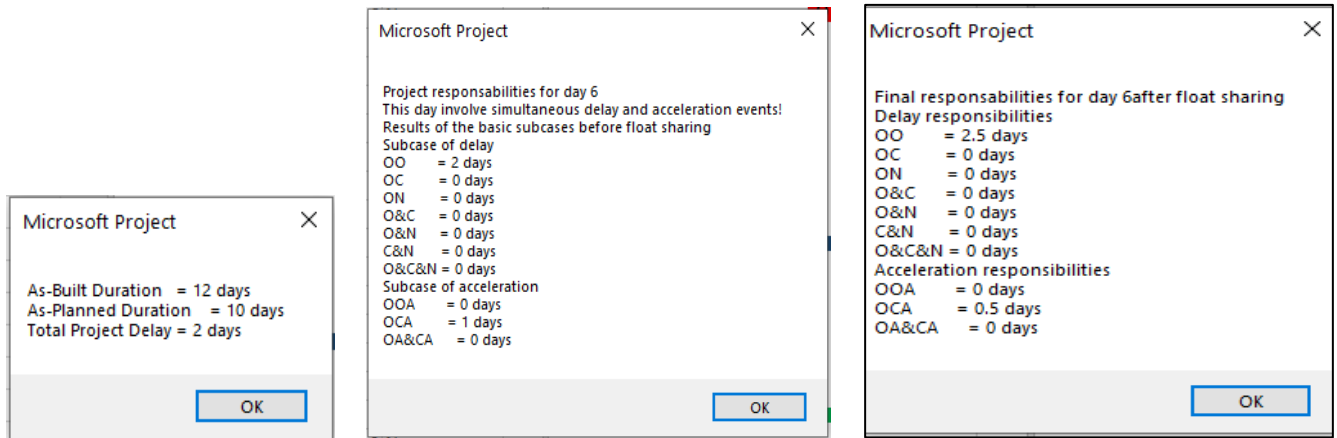 Microsoft Project
As-Built Duration = 12 days
As-Planned Duration = 10 days
Total Project Delay = 2 days
OK
Microsoft Project
Project responsabilities for day 6
This day involve simultaneous delay and acceleration events!
Results of the basic subcases before float sharing
Subcase of delay
OO = 2 days
OC = 0 days
ON = 0 days
O&C = 0 days
O&N = 0 days
C&N = 0 days
O&C&N = 0 days
Subcase of acceleration
OOA = 0 days
OCA = 1 days
OA&CA = 0 days
OK
Microsoft Project
Final responsabilities for day 6after float sharing
Delay responsibilities
OO = 2.5 days
OC = 0 days
ON = 0 days
O&C = 0 days
O&N = 0 days
C&N = 0 days
O&C&N = 0 days
Acceleration responsibilities
OOA = 0 days
OCA = 0.5 days
OA&CA = 0 days
OK